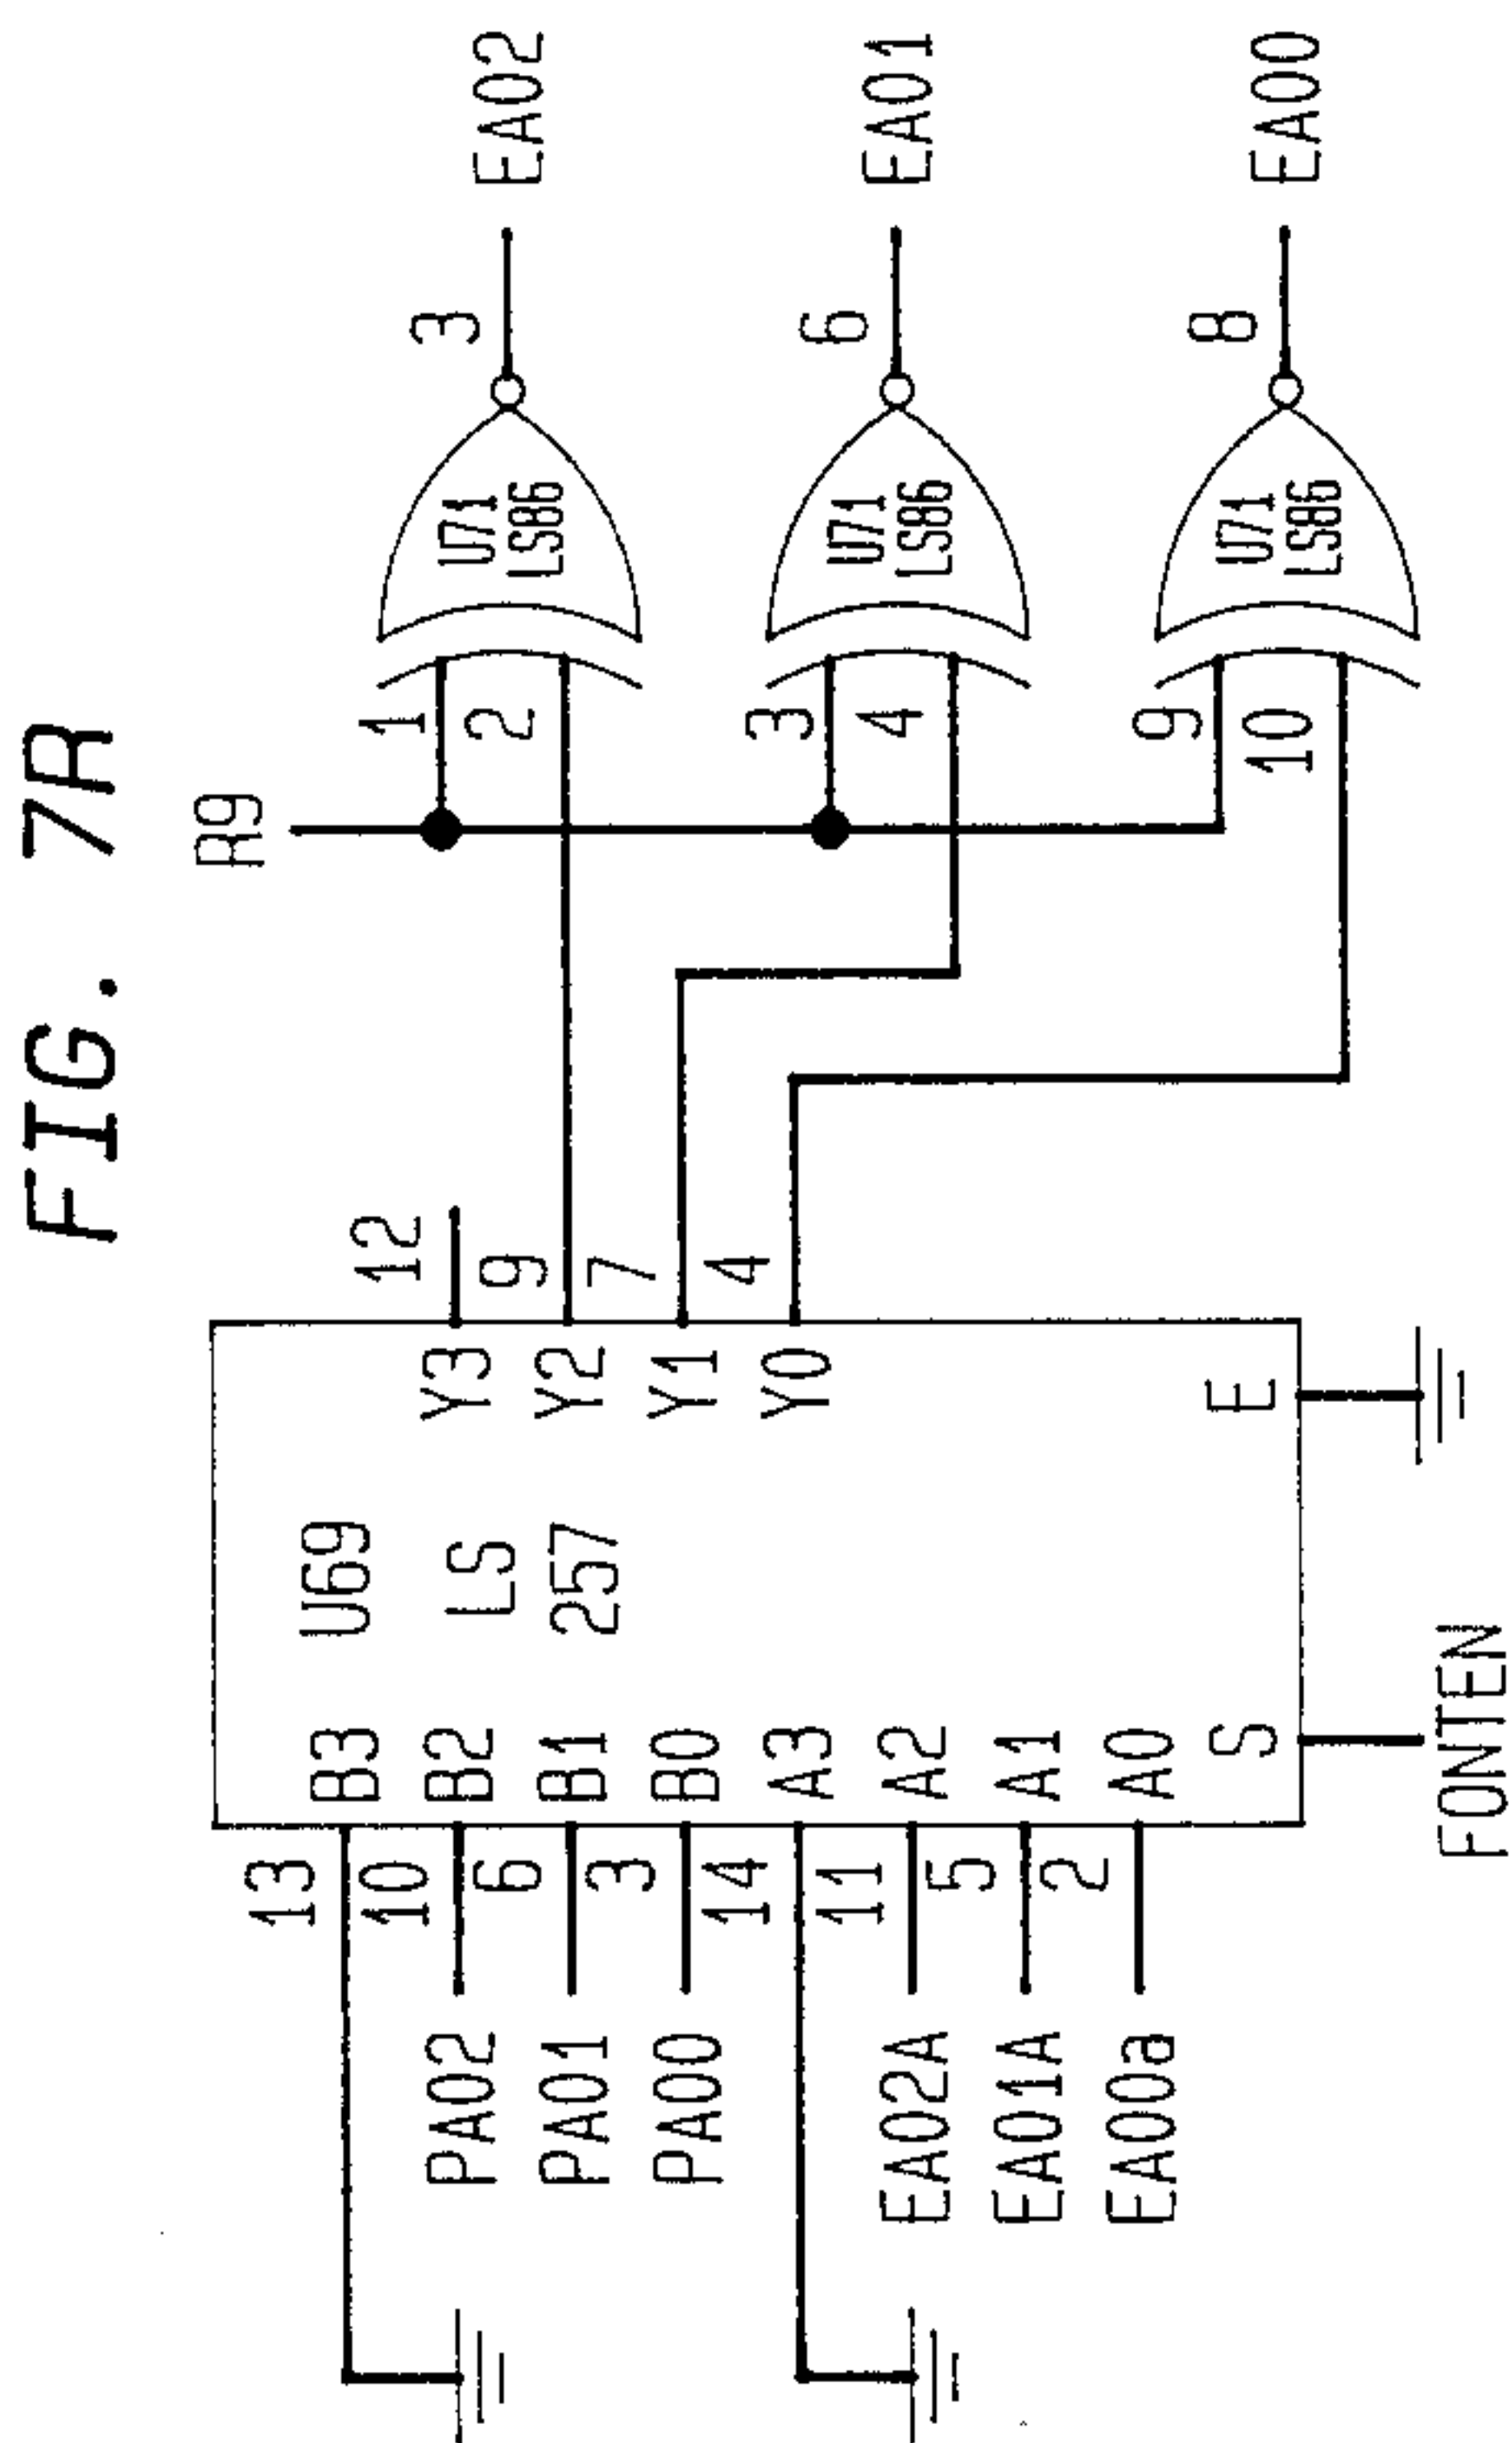 FIG. 7R
R9
U69
LS
257
B3
B2
B1
B0
A3
A2
A1
A0
S
E
Y3
Y2
Y1
Y0
13
10
6
3
14
11
5
2
12
9
7
4
PA02
PA01
PA00
EA02A
EA01A
EA00a
FONTEN
1
2
U71
LS86
3
EA02
3
4
U71
LS86
6
EA01
9
10
U71
LS86
8
EA00